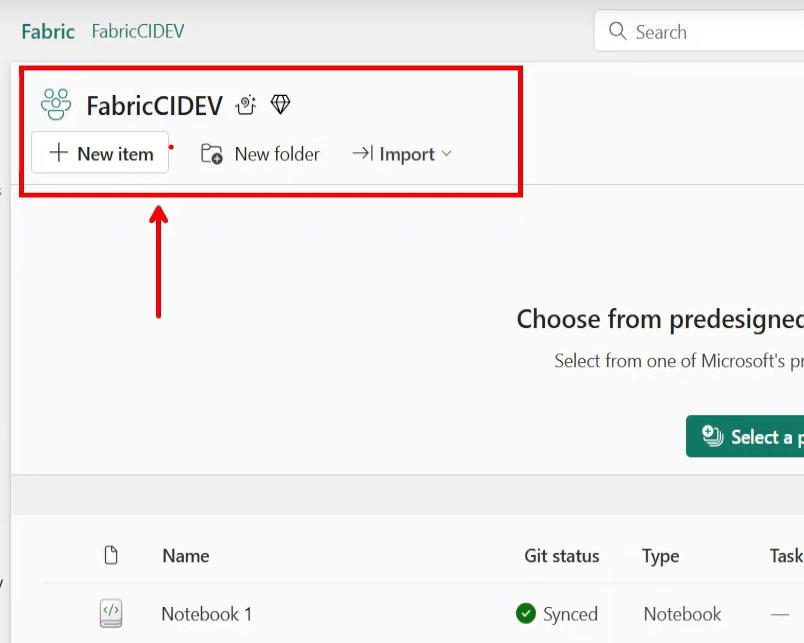 Fabric FabricCIDEV Search
FabricCIDEV
New item New folder Import
Choose from predesigned
Select from one of Microsoft's pr
Select a p
Name Git status Type Task
Notebook 1 Synced Notebook —